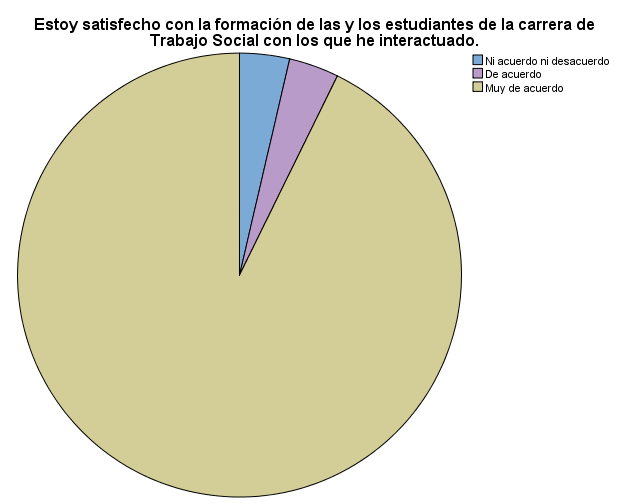 Estoy satisfecho con la formación de las y los estudiantes de la carrera de
Trabajo Social con los que he interactuado.
Ni acuerdo ni desacuerdo
De acuerdo
Muy de acuerdo